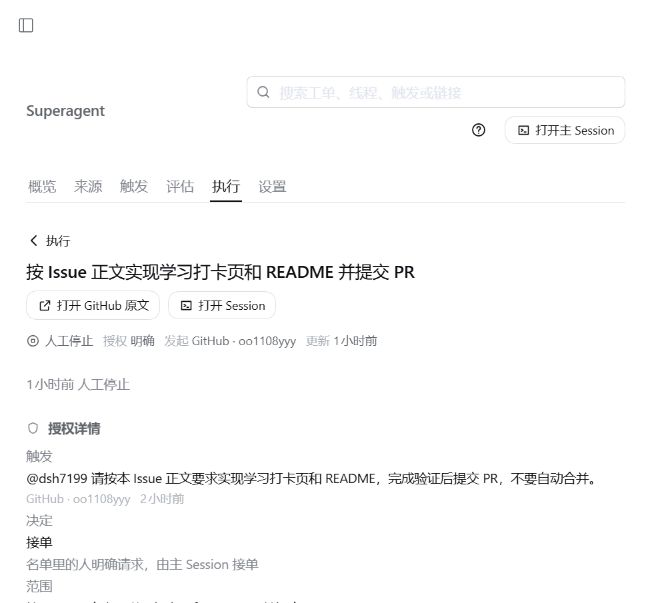 搜索工单、线程、触发或链接
Superagent
打开主 Session
概览 来源 触发 评估 执行 设置
执行
按 Issue 正文实现学习打卡页和 README 并提交 PR
打开 GitHub 原文 打开 Session
人工停止 授权 明确 发起 GitHub · oo1108yyy 更新 1小时前
1小时前 人工停止
授权详情
触发
@dsh7199 请按本 Issue 正文要求实现学习打卡页和 README，完成验证后提交 PR，不要自动合并。
GitHub · oo1108yyy 2小时前
决定
接单
名单里的人明确请求，由主 Session 接单
范围